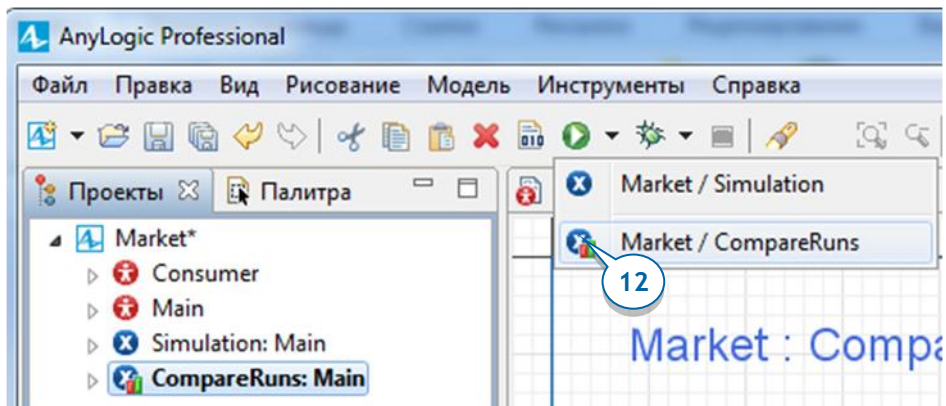 AnyLogic Professional
Файл Правка Вид Рисование Модель Инструменты Справка
010
Проекты Палитра
Market / Simulation
Market / CompareRuns
12
Market*
Consumer
Main
Simulation: Main
CompareRuns: Main
Market : Compa